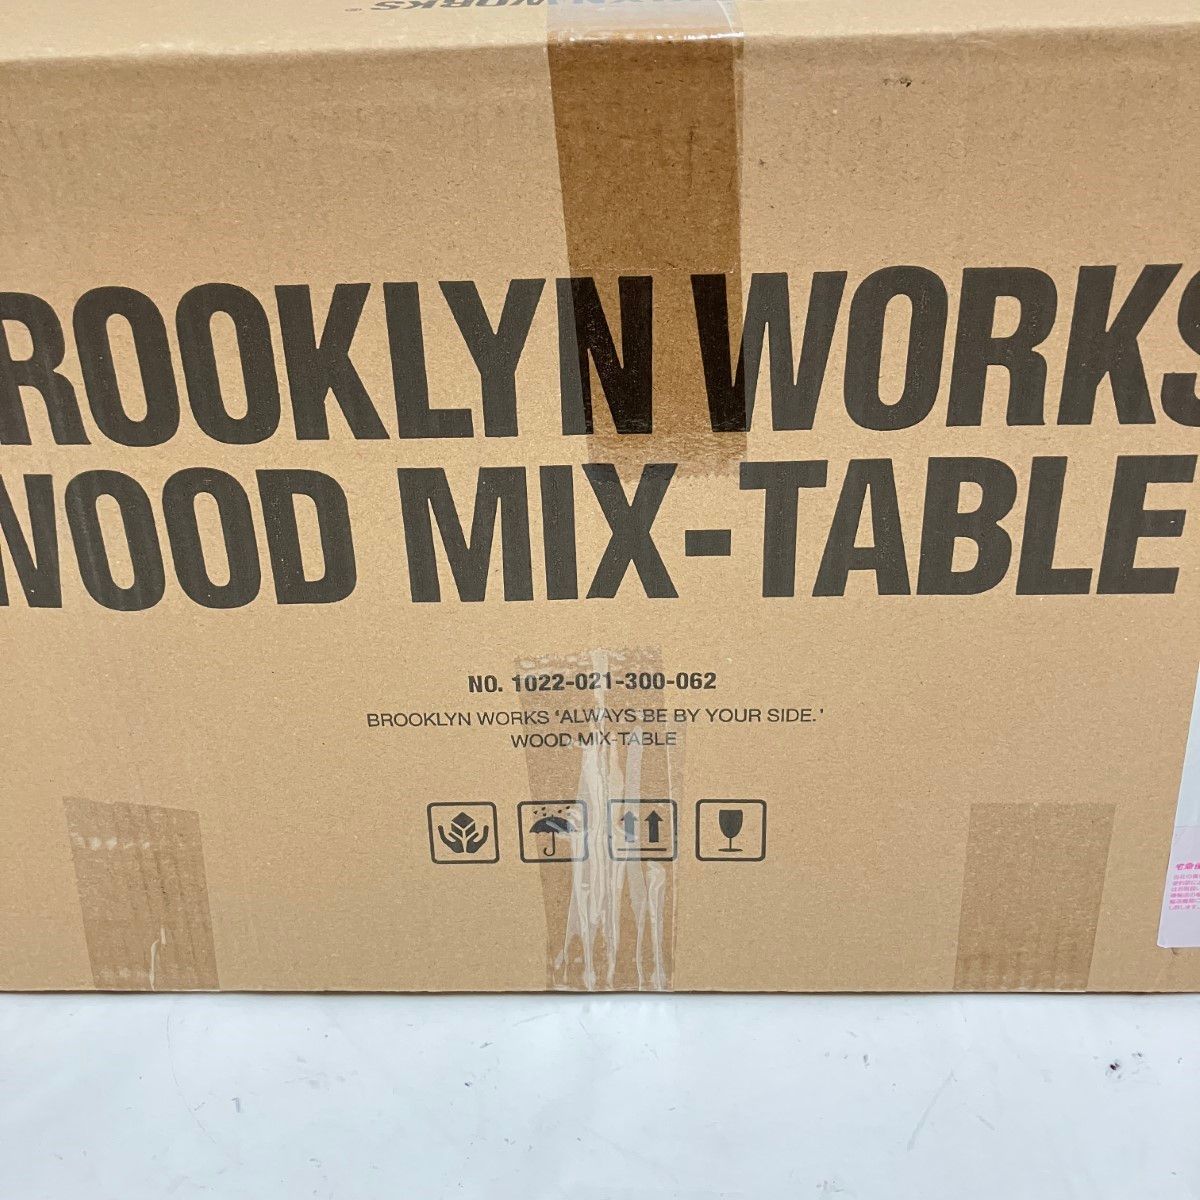 WORKS
ROOKLYN WORKS
WOOD MIX-TABLE
NO. 1022-021-300-062
BROOKLYN WORKS 'ALWAYS BE BY YOUR SIDE.'
WOOD MIX-TABLE